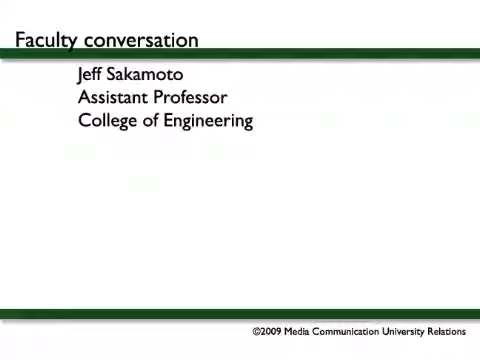 Faculty conversation
Jeff Sakamoto
Assistant Professor
College of Engineering
©2009 Media Communication University Relations